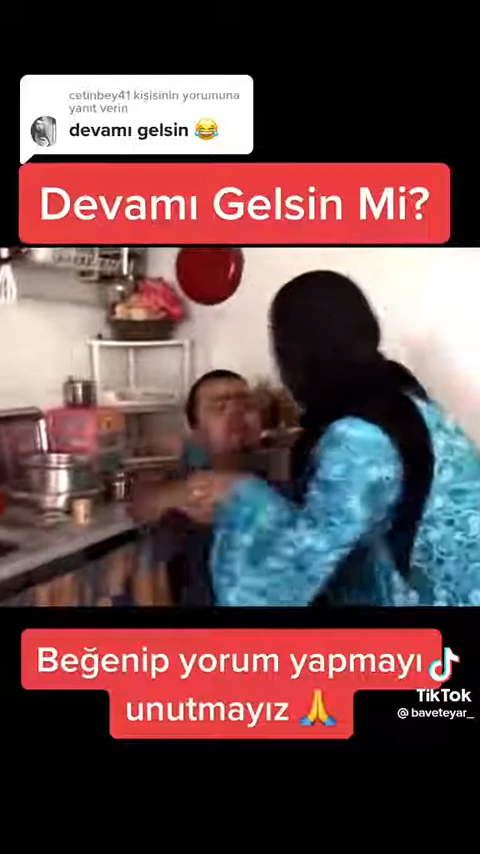 cetinbey41 kişisinin yorumuna
yanıt verin
devamı gelsin 😂
Devamı Gelsin Mi?
Beğenip yorum yapmayı
unutmayız 🙏
TikTok
@baveteyar_